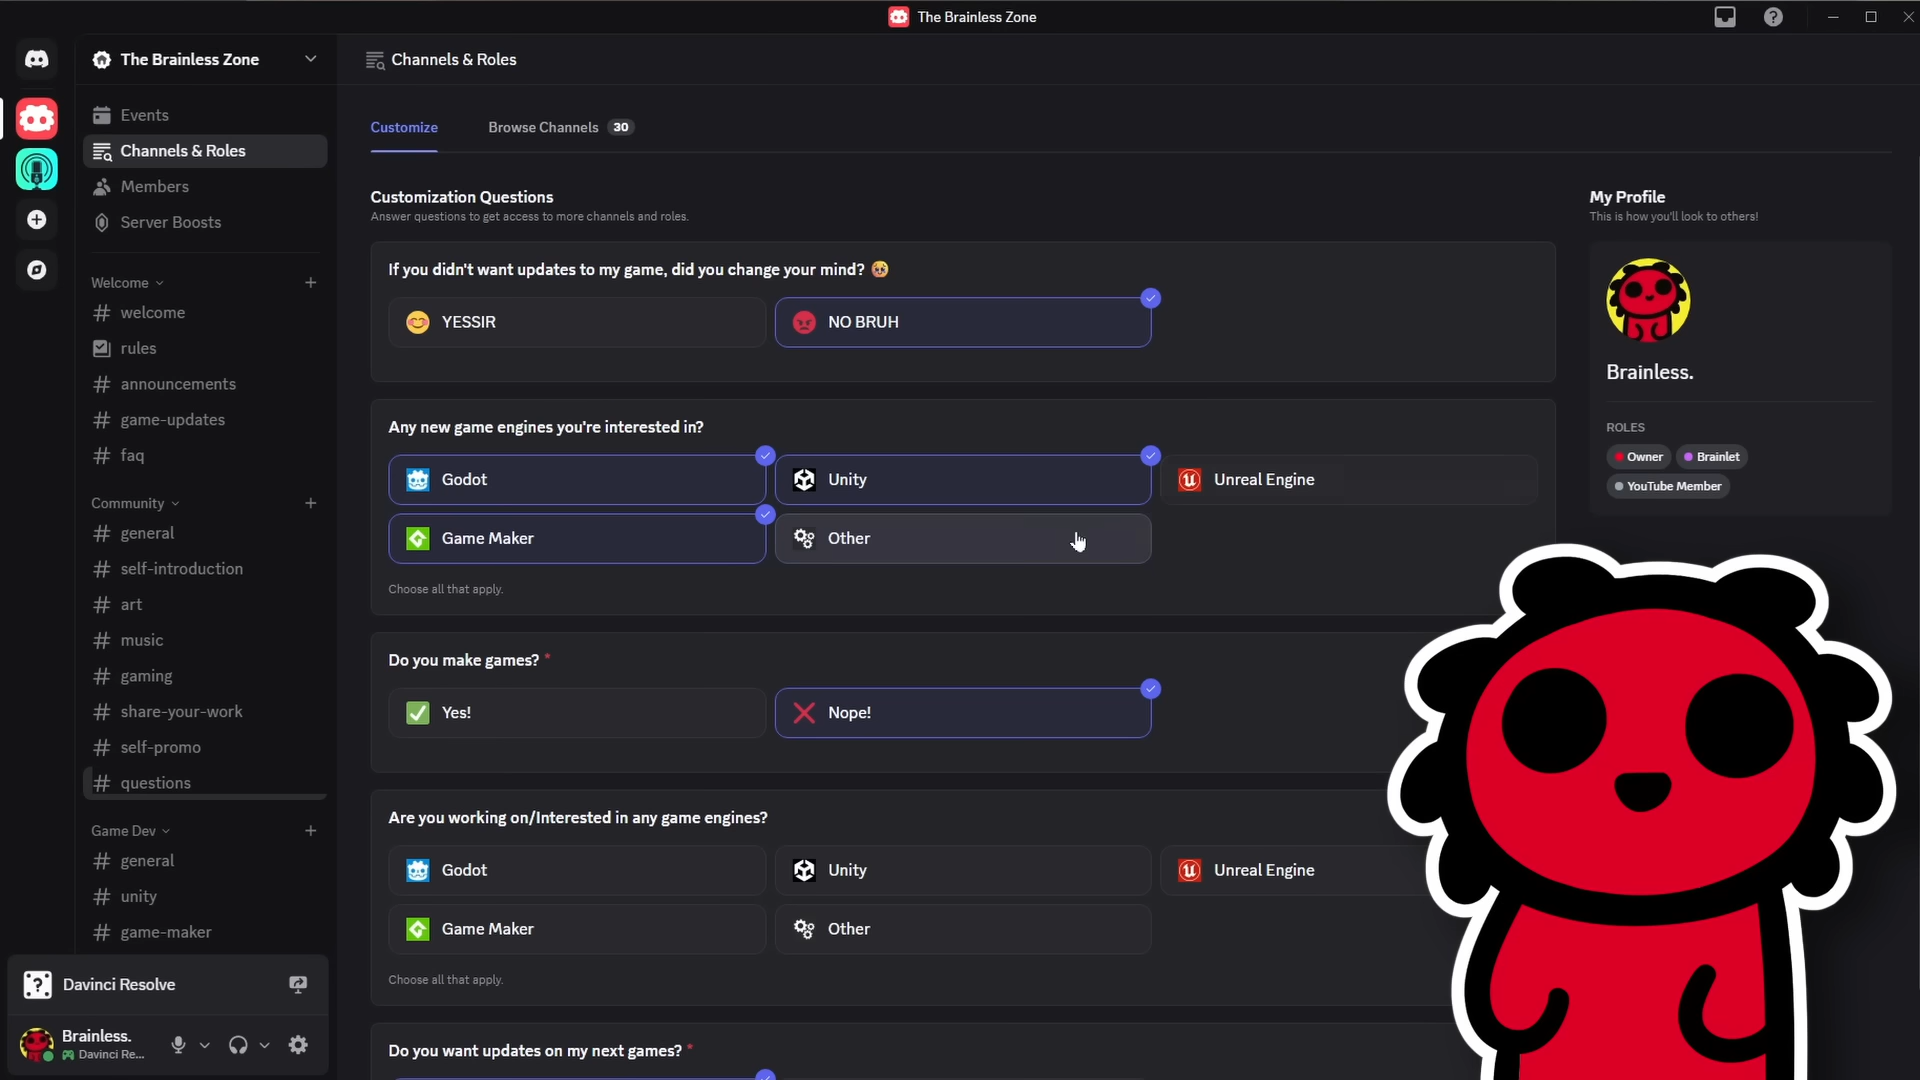 The Brainless Zone
The Brainless Zone
Events
Channels & Roles
Members
Server Boosts
Welcome
welcome
rules
announcements
game-updates
faq
Community
general
self-introduction
art
music
gaming
share-your-work
self-promo
questions
Game Dev
general
unity
game-maker
Davinci Resolve
Brainless.
Davinci Re...
Channels & Roles
Customize
Browse Channels 30
Customization Questions
Answer questions to get access to more channels and roles.
If you didn't want updates to my game, did you change your mind?
YESSIR
NO BRUH
Any new game engines you're interested in?
Godot
Unity
Unreal Engine
Game Maker
Other
Choose all that apply.
Do you make games? *
Yes!
Nope!
Are you working on/Interested in any game engines?
Godot
Unity
Unreal Engine
Game Maker
Other
Choose all that apply.
Do you want updates on my next games? *
My Profile
This is how you'll look to others!
Brainless.
ROLES
Owner
Brainlet
YouTube Member